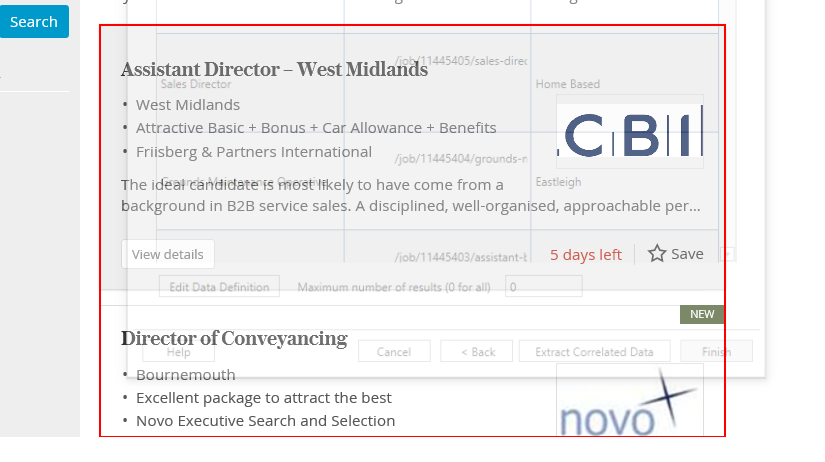 Search
/job/11445405/sales-direc
Assistant Director – West Midlands
Sales Director
Home Based
• West Midlands
CBI
• Attractive Basic + Bonus + Car Allowance + Benefits
• Friisberg & Partners International
/job/11445404/grounds-m
Grounds Maintenance Operative
Eastleigh
The ideal candidate is most likely to have come from a
background in B2B service sales. A disciplined, well-organised, approachable per...
View details
/job/11445403/assistant-b
5 days left
Save
Edit Data Definition
Maximum number of results (0 for all)
0
NEW
Director of Conveyancing
Help
Cancel
< Back
Extract Correlated Data
Finish
• Bournemouth
• Excellent package to attract the best
novo
• Novo Executive Search and Selection